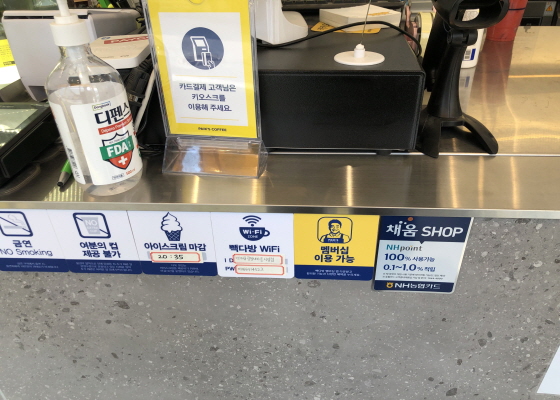 카드결제 고객님은
키오스크를
이용해 주세요.
PAIK'S COFFEE
디펜스
FDA
금연
NO Smoking
여분의 컵
제공 불가
아이스크림 마감
20:35
Wi-Fi
ZONE
빽다방 WiFi
I D
PW
멤버십
이용 가능
채움 SHOP
NHpoint
100% 사용가능
0.1~1.0% 적립
NH농협카드